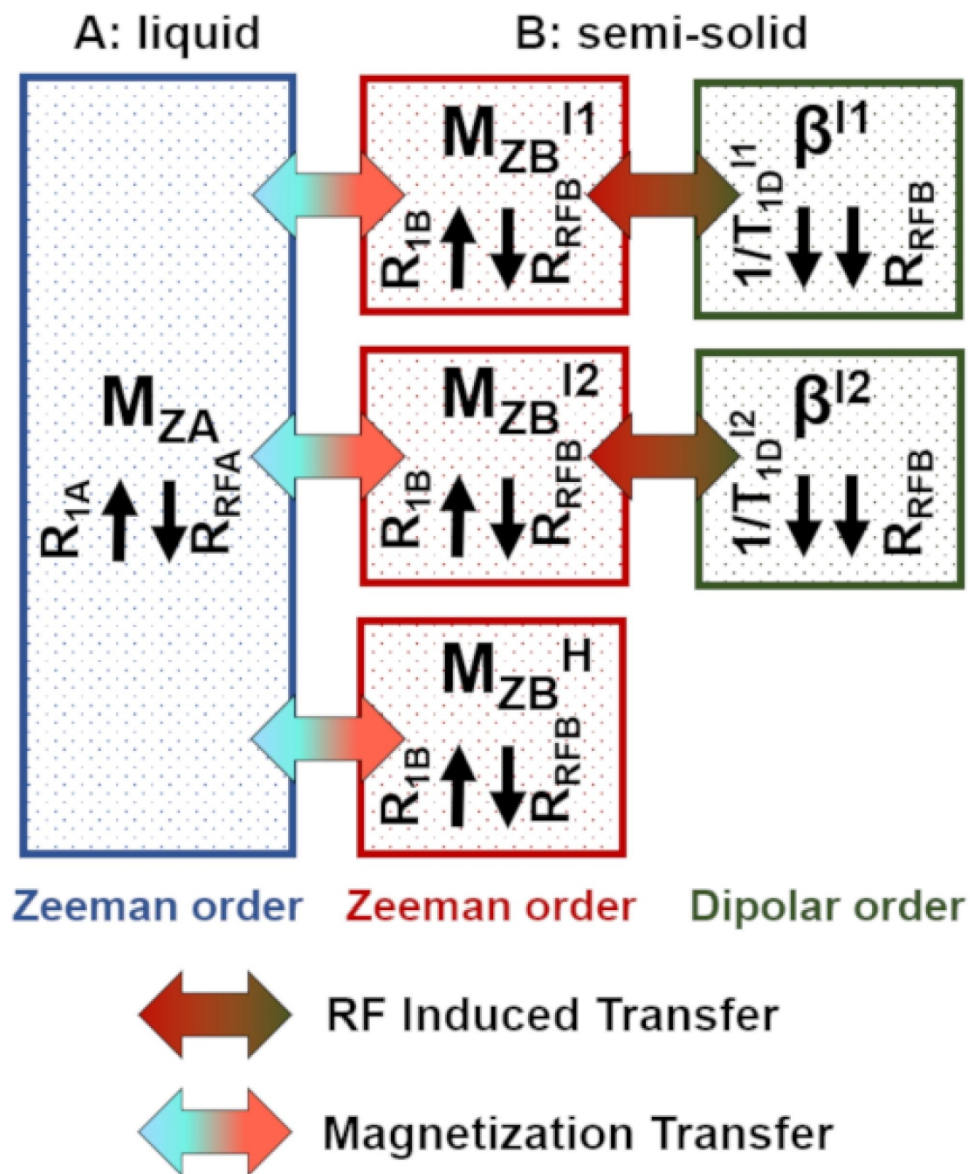 A: liquid
B: semi-solid
M_ZA
R_1A
R_RFA
M_ZB^I1
R_1B
R_RFB
β^I1
1/T_1D^I1
R_RFB
M_ZB^I2
R_1B
R_RFB
β^I2
1/T_1D^I2
R_RFB
M_ZB^H
R_1B
R_RFB
Zeeman order
Zeeman order
Dipolar order
RF Induced Transfer
Magnetization Transfer